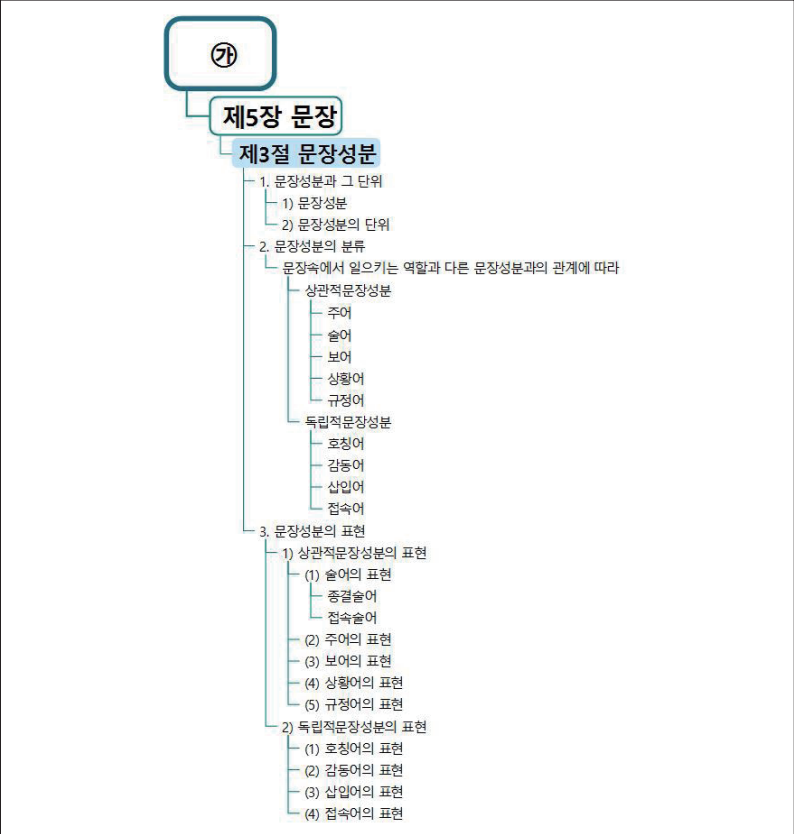 ㉮
제5장 문장
제3절 문장성분
1. 문장성분과 그 단위
1) 문장성분
2) 문장성분의 단위
2. 문장성분의 분류
문장속에서 일으키는 역할과 다른 문장성분과의 관계에 따라
상관적문장성분
주어
술어
보어
상황어
규정어
독립적문장성분
호칭어
감동어
삽입어
접속어
3. 문장성분의 표현
1) 상관적문장성분의 표현
(1) 술어의 표현
종결술어
접속술어
(2) 주어의 표현
(3) 보어의 표현
(4) 상황어의 표현
(5) 규정어의 표현
2) 독립적문장성분의 표현
(1) 호칭어의 표현
(2) 감동어의 표현
(3) 삽입어의 표현
(4) 접속어의 표현